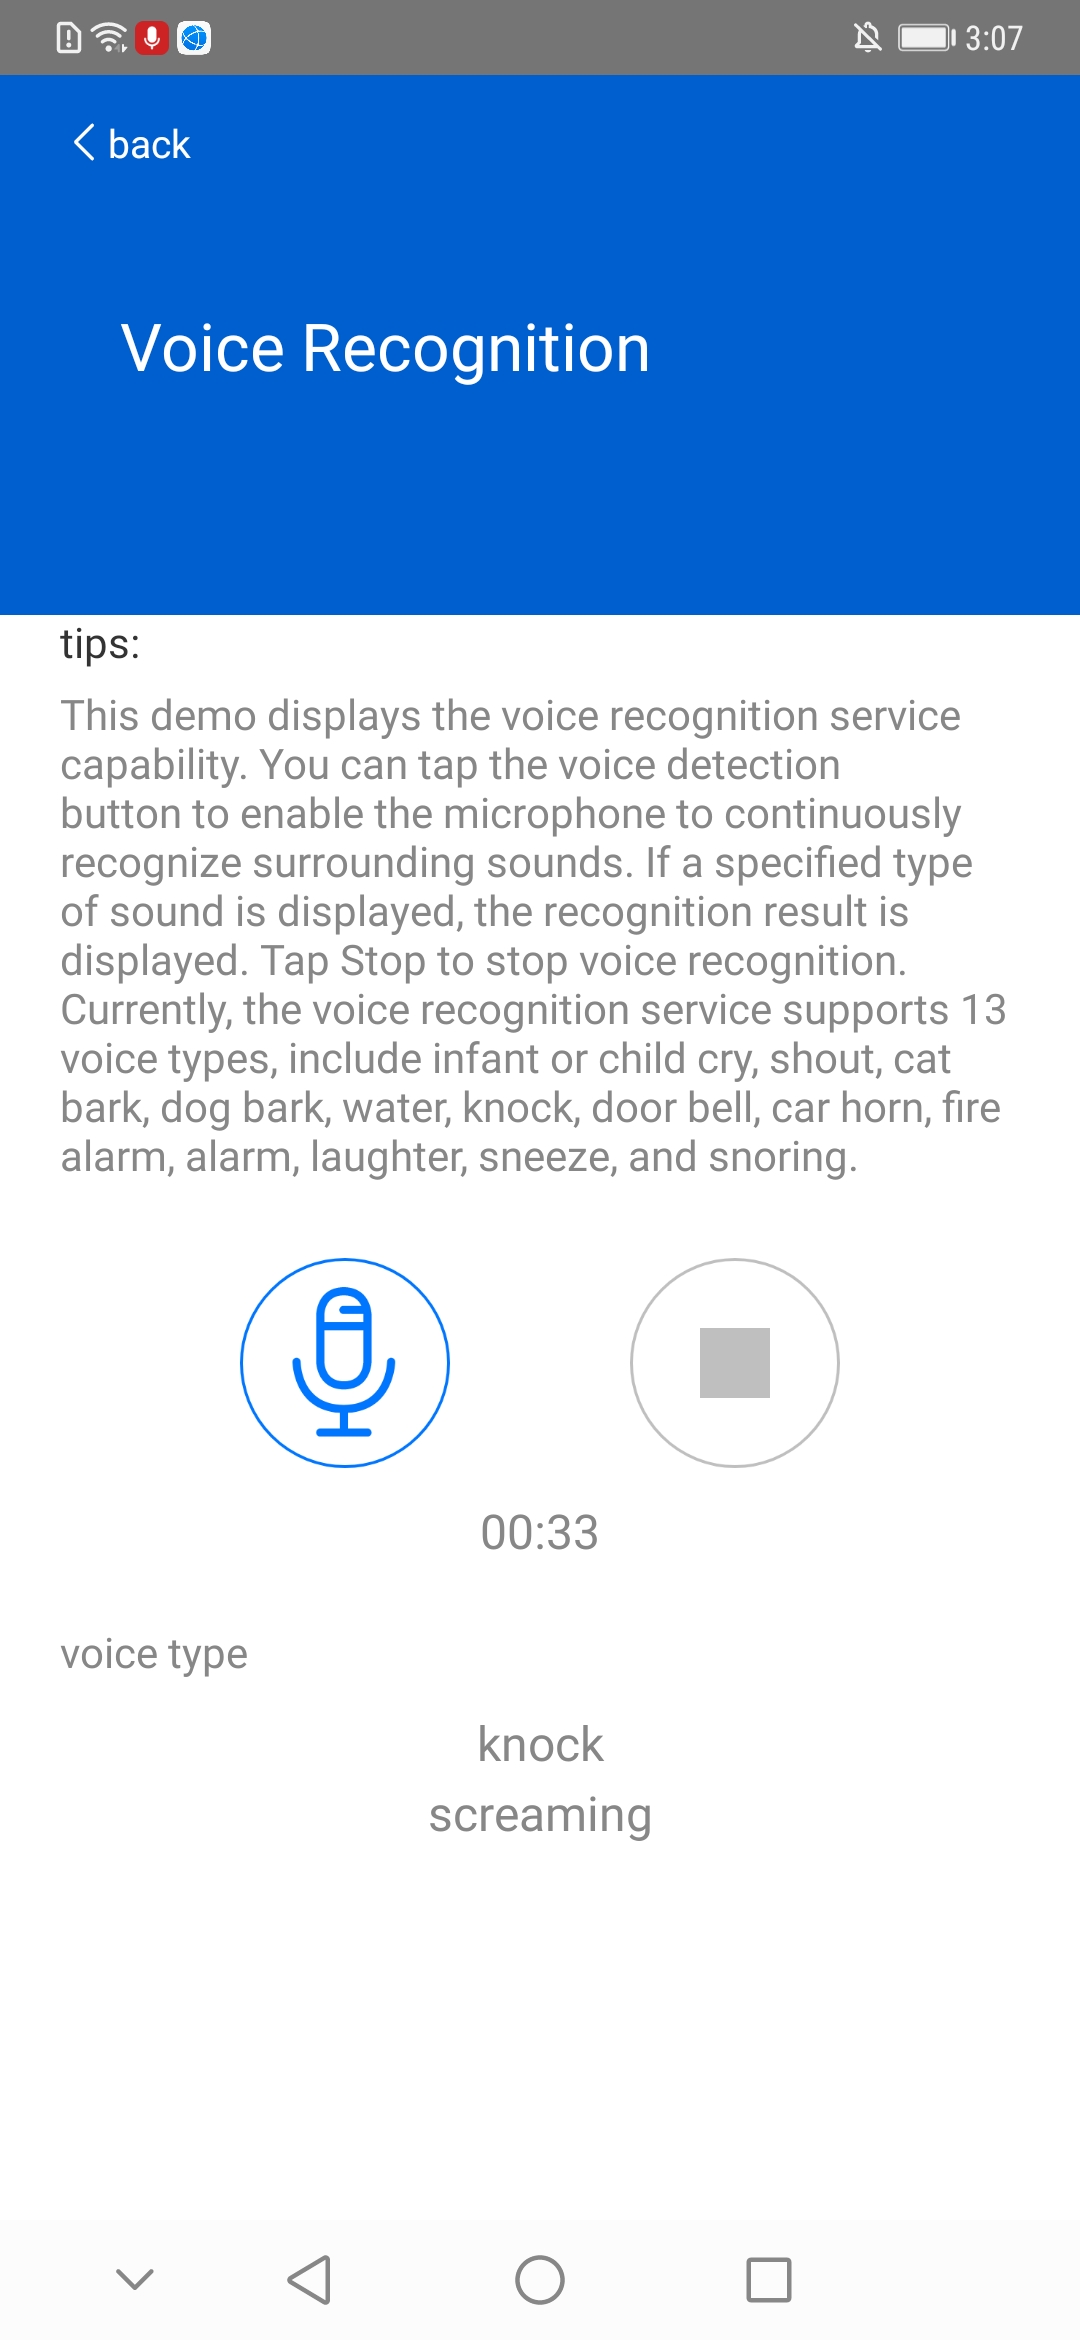 3:07
back
Voice Recognition
tips:
This demo displays the voice recognition service
capability. You can tap the voice detection
button to enable the microphone to continuously
recognize surrounding sounds. If a specified type
of sound is displayed, the recognition result is
displayed. Tap Stop to stop voice recognition.
Currently, the voice recognition service supports 13
voice types, include infant or child cry, shout, cat
bark, dog bark, water, knock, door bell, car horn, fire
alarm, alarm, laughter, sneeze, and snoring.
00:33
voice type
knock
screaming